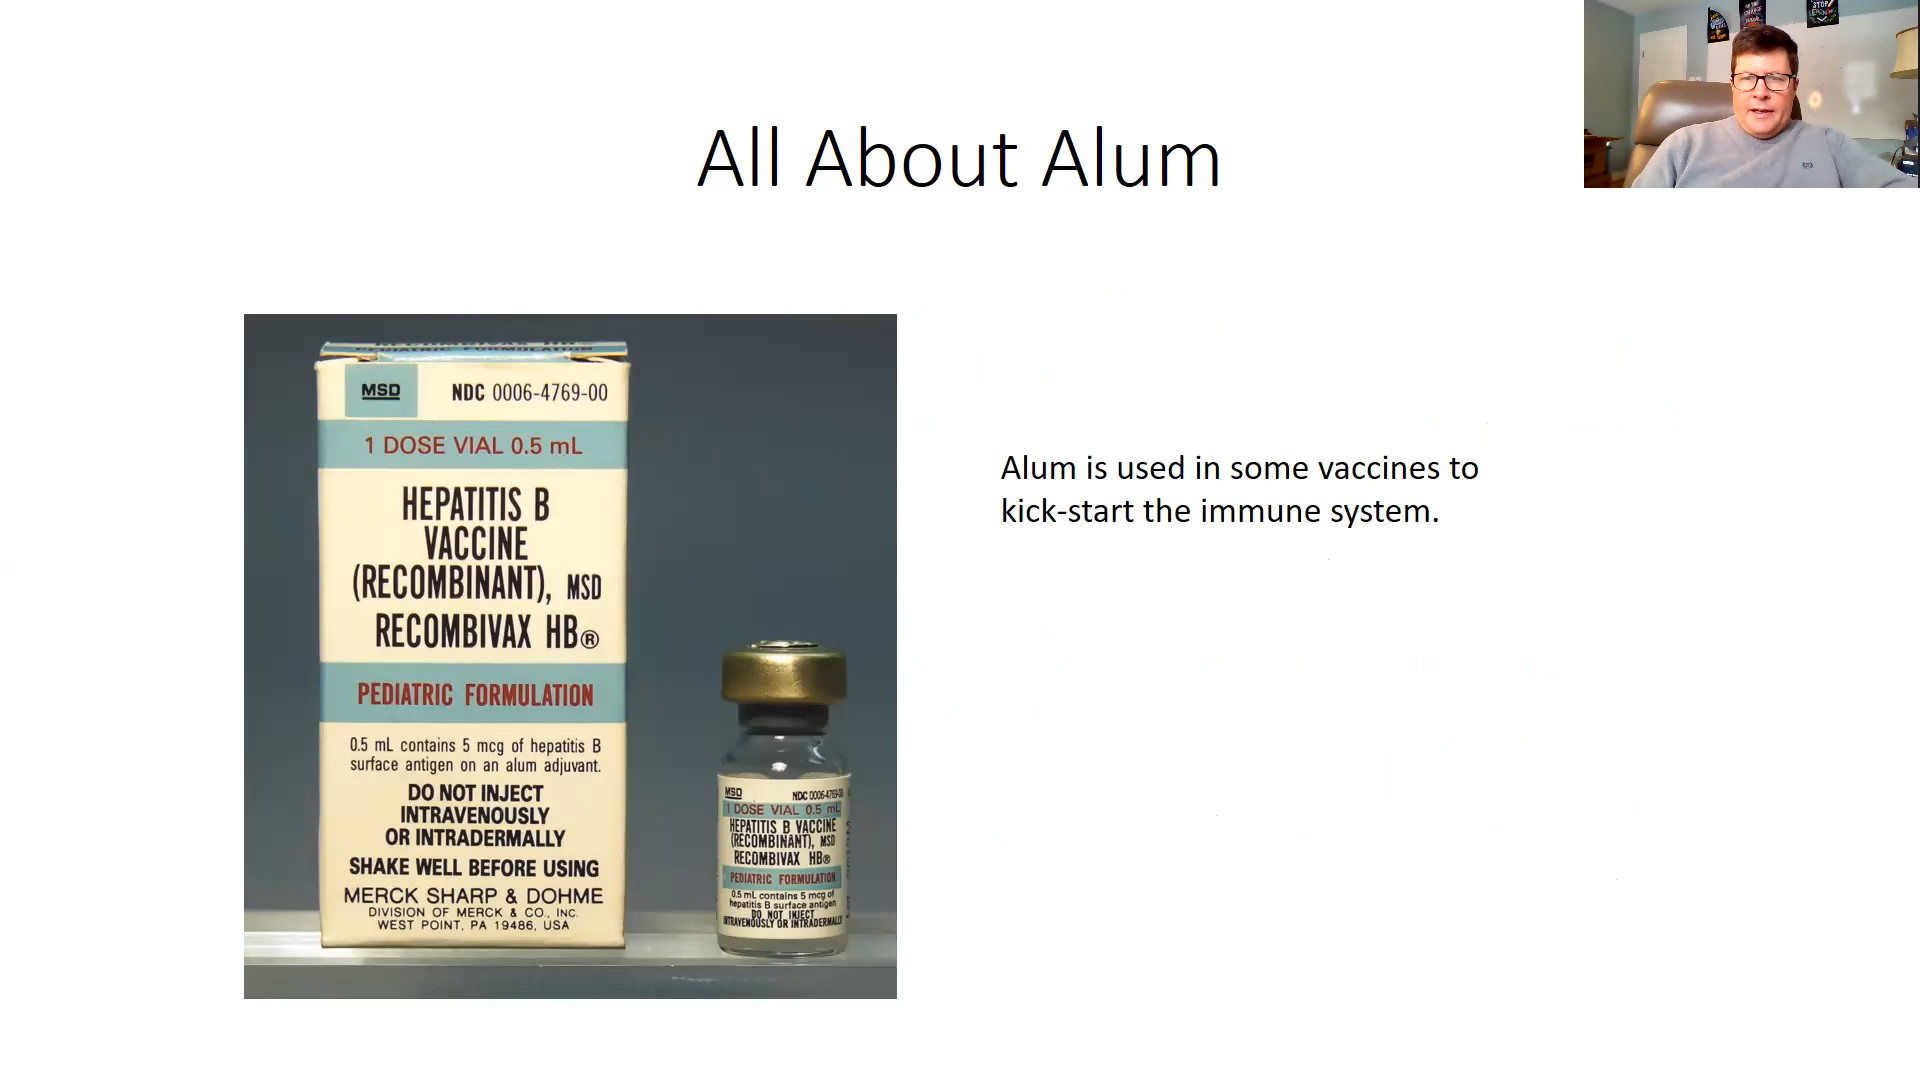 All About Alum
STOP
MSD NDC 0006-4769-00
1 DOSE VIAL 0.5 mL
HEPATITIS B
VACCINE
(RECOMBINANT), MSD
RECOMBIVAX HB®
PEDIATRIC FORMULATION
0.5 mL contains 5 mcg of hepatitis B
surface antigen on an alum adjuvant.
DO NOT INJECT
INTRAVENOUSLY
OR INTRADERMALLY
SHAKE WELL BEFORE USING
MERCK SHARP & DOHME
DIVISION OF MERCK & CO., INC.
WEST POINT, PA 19486, USA
MSD NDC 0006-4769-00
1 DOSE VIAL 0.5 mL
HEPATITIS B VACCINE
(RECOMBINANT), MSD
RECOMBIVAX HB®
PEDIATRIC FORMULATION
0.5 mL contains 5 mcg of
hepatitis B surface antigen
DO NOT INJECT
INTRAVENOUSLY OR INTRADERMALLY
Alum is used in some vaccines to
kick-start the immune system.